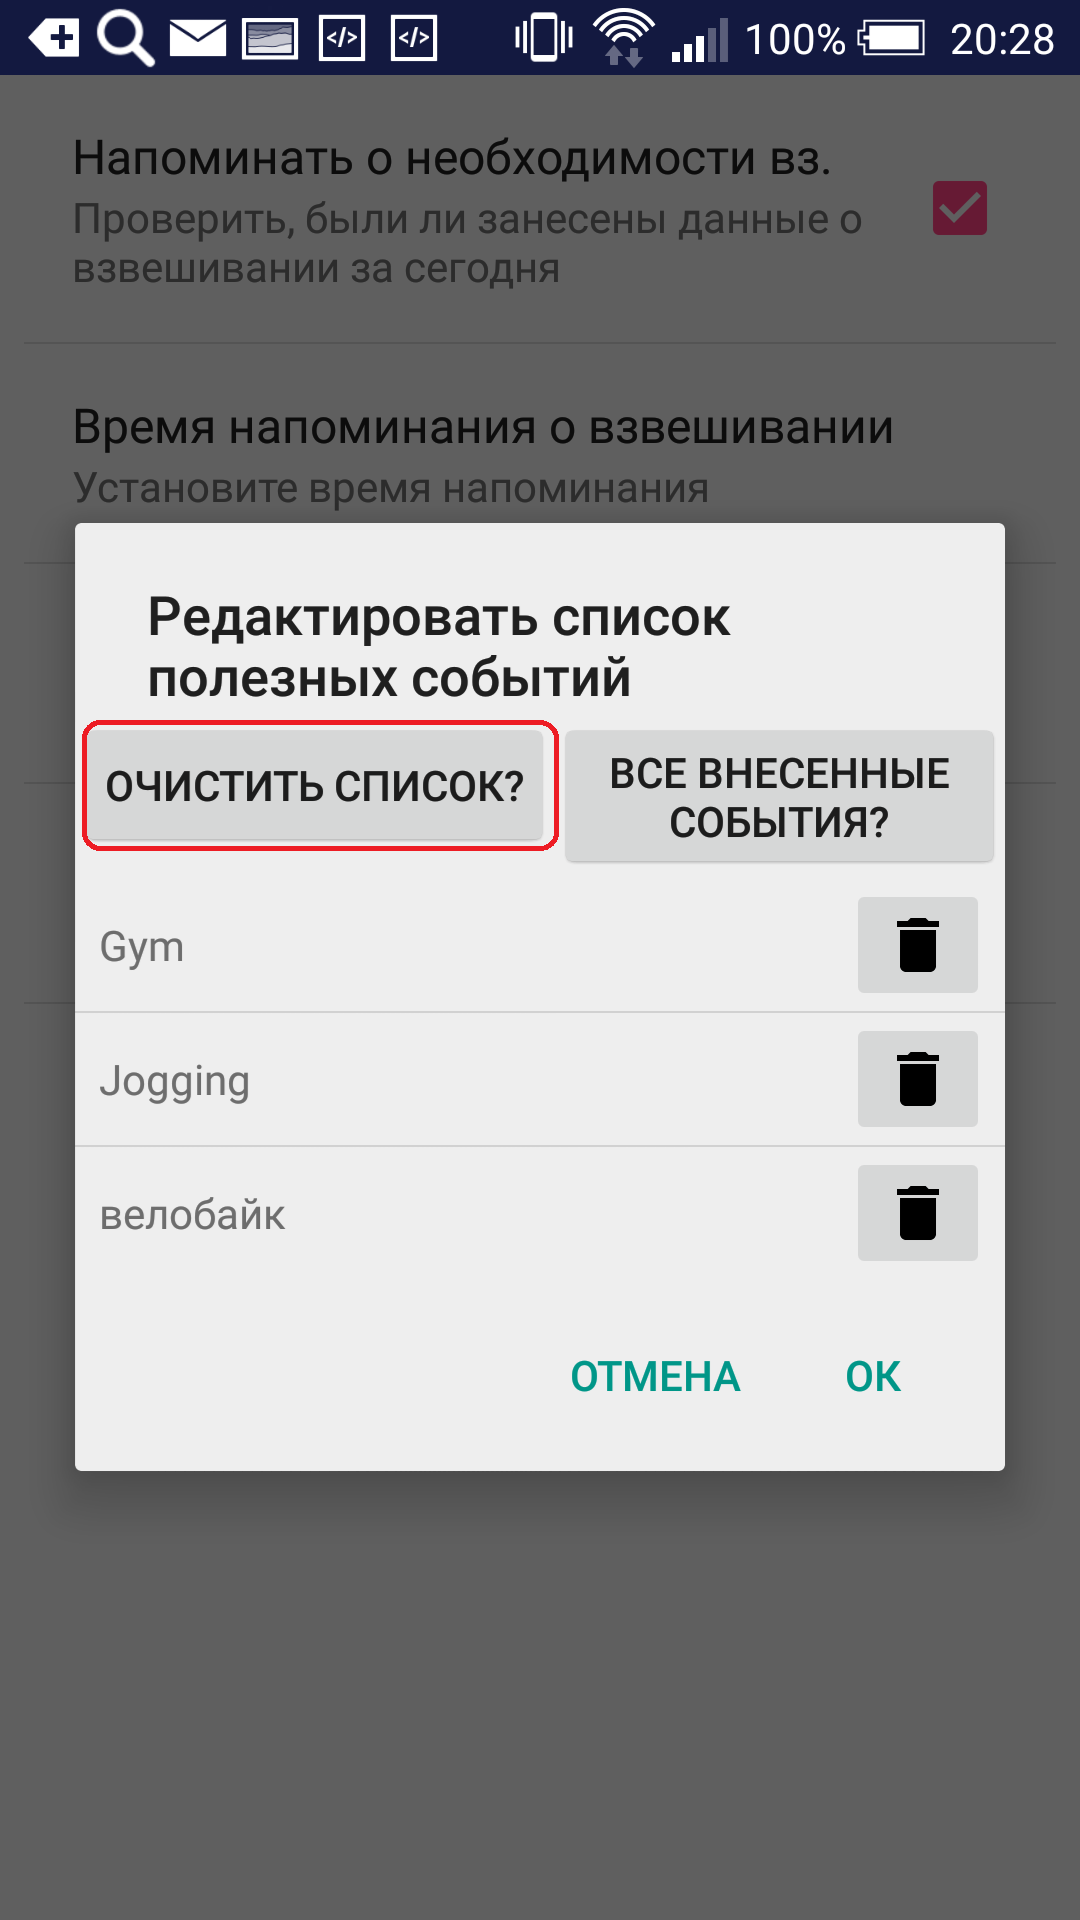 100% 20:28
Напоминать о необходимости вз.
Проверить, были ли занесены данные о
взвешивании за сегодня
Время напоминания о взвешивании
Установите время напоминания
Редактировать список
полезных событий
ОЧИСТИТЬ СПИСОК?
ВСЕ ВНЕСЕННЫЕ
СОБЫТИЯ?
Gym
Jogging
велобайк
ОТМЕНА
ОК